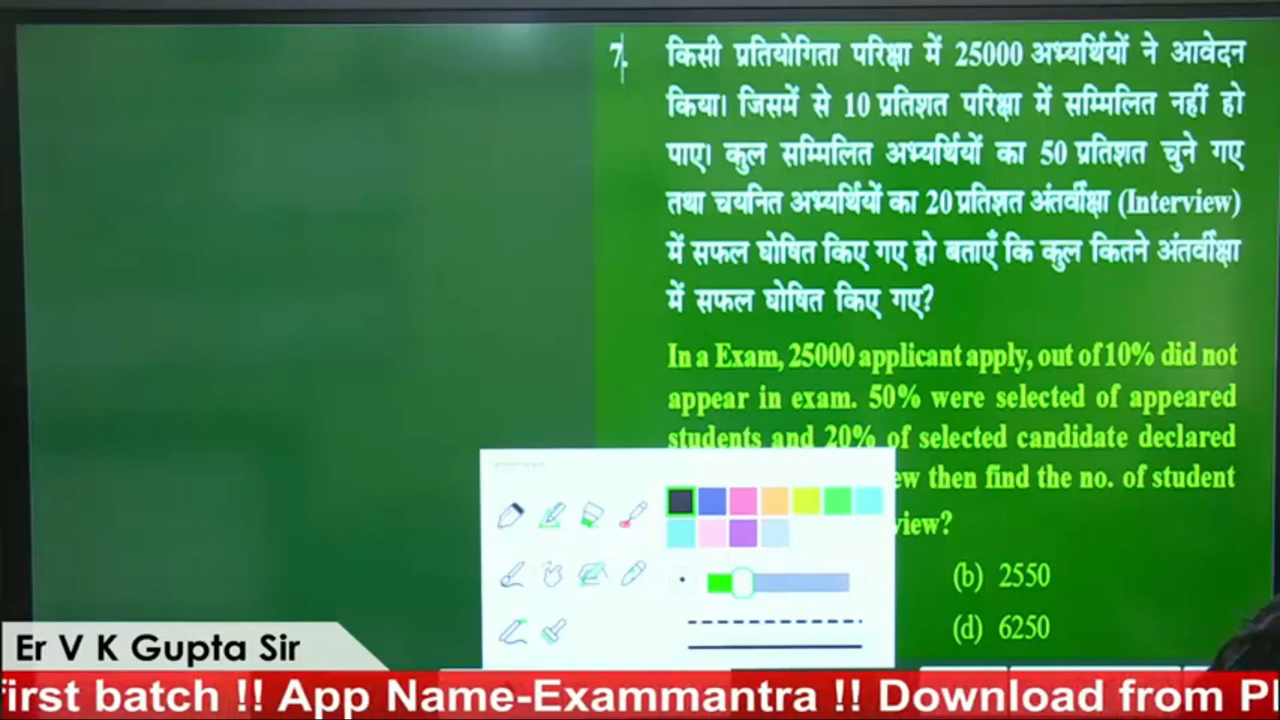 7. किसी प्रतियोगिता परिक्षा में 25000 अभ्यर्थियों ने आवेदन
किया। जिसमें से 10 प्रतिशत परिक्षा में सम्मिलित नहीं हो
पाए। कुल सम्मिलित अभ्यर्थियों का 50 प्रतिशत चुने गए
तथा चयनित अभ्यर्थियों का 20 प्रतिशत अंतर्वीक्षा (Interview)
में सफल घोषित किए गए हो बताएँ कि कुल कितने अंतर्वीक्षा
में सफल घोषित किए गए?
In a Exam, 25000 applicant apply, out of 10% did not
appear in exam. 50% were selected of appeared
students and 20% of selected candidate declared
ew then find the no. of student
view?
(b) 2550
(d) 6250
Er V K Gupta Sir
irst batch !! App Name-Exammantra !! Download from Pl